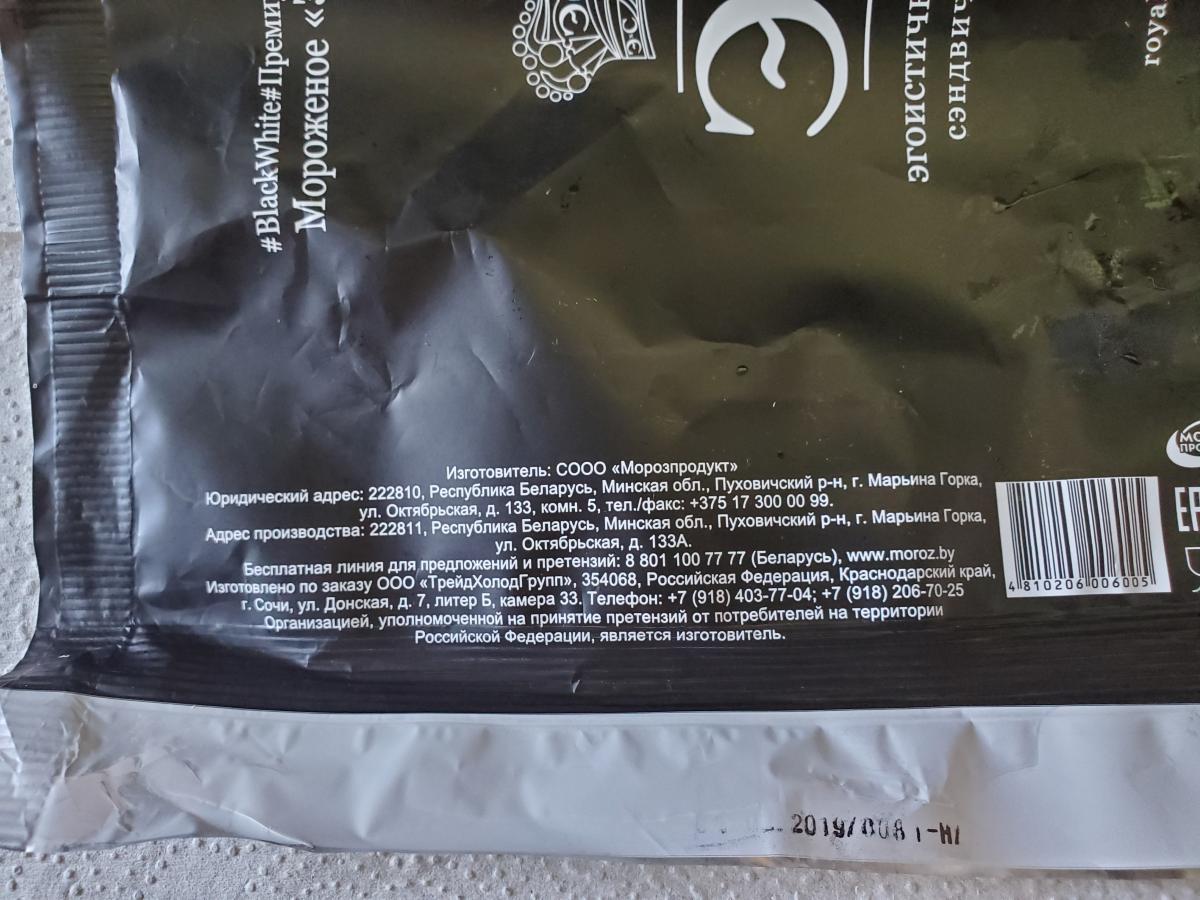 #BlackWhite#Премиу
Мороженое «
ЭСЭ
Э
эгоистичн
сэндвич
royal
Изготовитель: СООО «Морозпродукт»
Юридический адрес: 222810, Республика Беларусь, Минская обл., Пуховичский р-н, г. Марьина Горка,
ул. Октябрьская, д. 133, комн. 5, тел./факс: +375 17 300 00 99.
Адрес производства: 222811, Республика Беларусь, Минская обл., Пуховичский р-н, г. Марьина Горка,
ул. Октябрьская, д. 133А.
Бесплатная линия для предложений и претензий: 8 801 100 77 77 (Беларусь), www.moroz.by
Изготовлено по заказу ООО «ТрейдХолодГрупп», 354068, Российская Федерация, Краснодарский край,
г. Сочи, ул. Донская, д. 7, литер Б, камера 33. Телефон: +7 (918) 403-77-04; +7 (918) 206-70-25
Организацией, уполномоченной на принятие претензий от потребителей на территории
Российской Федерации, является изготовитель.
4 810206 006005
2019/008